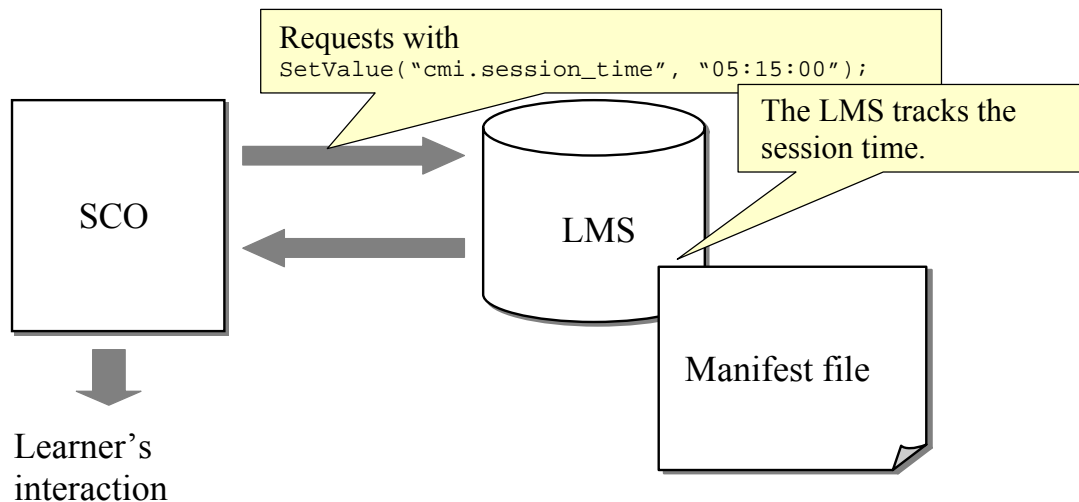 Requests with
SetValue(“cmi.session_time”, “05:15:00”);
The LMS tracks the
session time.
SCO
LMS
Manifest file
Learner’s
interaction